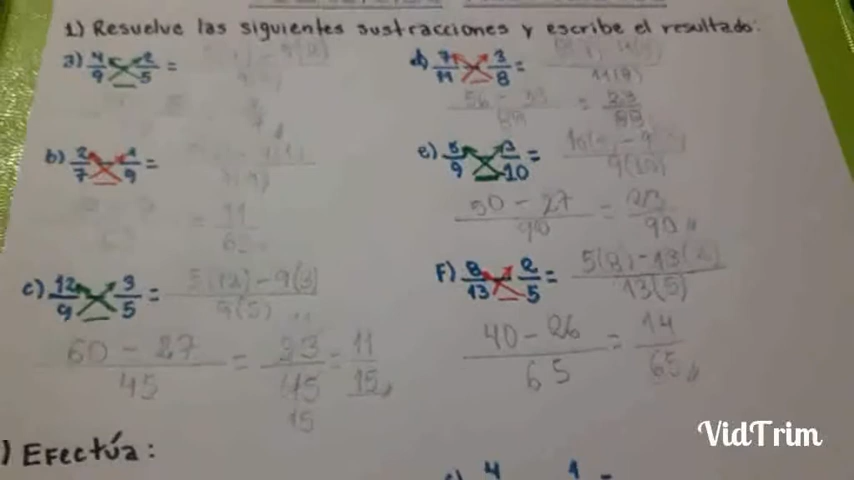 1) Resuelve las siguientes sustracciones y escribe el resultado:
a) 4/9 2/5 =
b) 2/7 1/9 =
= 11/
c) 12/9 3/5 = 5(12) - 9(3) / 9(5)
60 - 27 / 45 = 33/45 = 11/15
15
d) 7/11 3/8 = 11(8)
56 - 33 / 88 = 23/88
e) 5/9 3/10 = 9(10)
50 - 27 / 90 = 23/90
F) 8/13 2/5 = 5(8) - 13(2) / 13(5)
40 - 26 / 65 = 14/65
) Efectúa:
c) 4 1 =
VidTrim